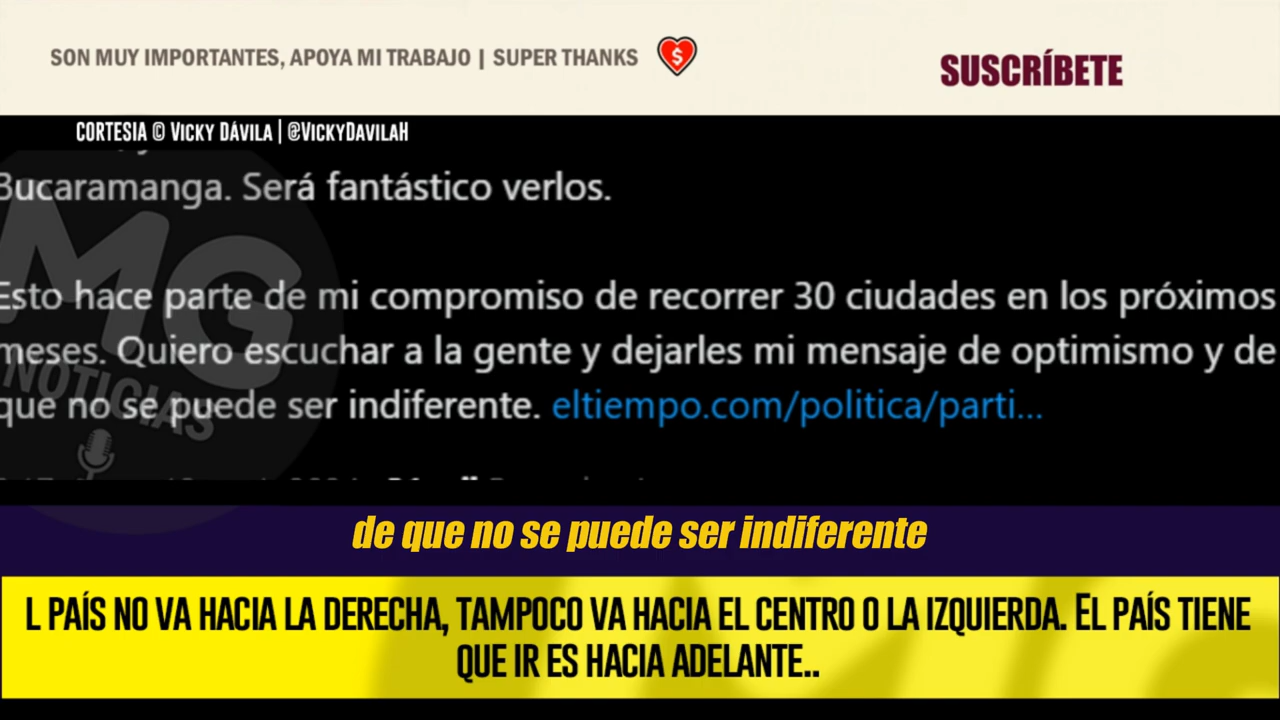 SON MUY IMPORTANTES, APOYA MI TRABAJO | SUPER THANKS
SUSCRÍBETE
CORTESIA © VICKY DÁVILA | @VICKYDAVILAH
Bucaramanga. Será fantástico verlos.
Esto hace parte de mi compromiso de recorrer 30 ciudades en los próximos
meses. Quiero escuchar a la gente y dejarles mi mensaje de optimismo y de
que no se puede ser indiferente. eltiempo.com/politica/parti...
MG
NOTICIAS
de que no se puede ser indiferente
L PAÍS NO VA HACIA LA DERECHA, TAMPOCO VA HACIA EL CENTRO O LA IZQUIERDA. EL PAÍS TIENE
QUE IR ES HACIA ADELANTE..